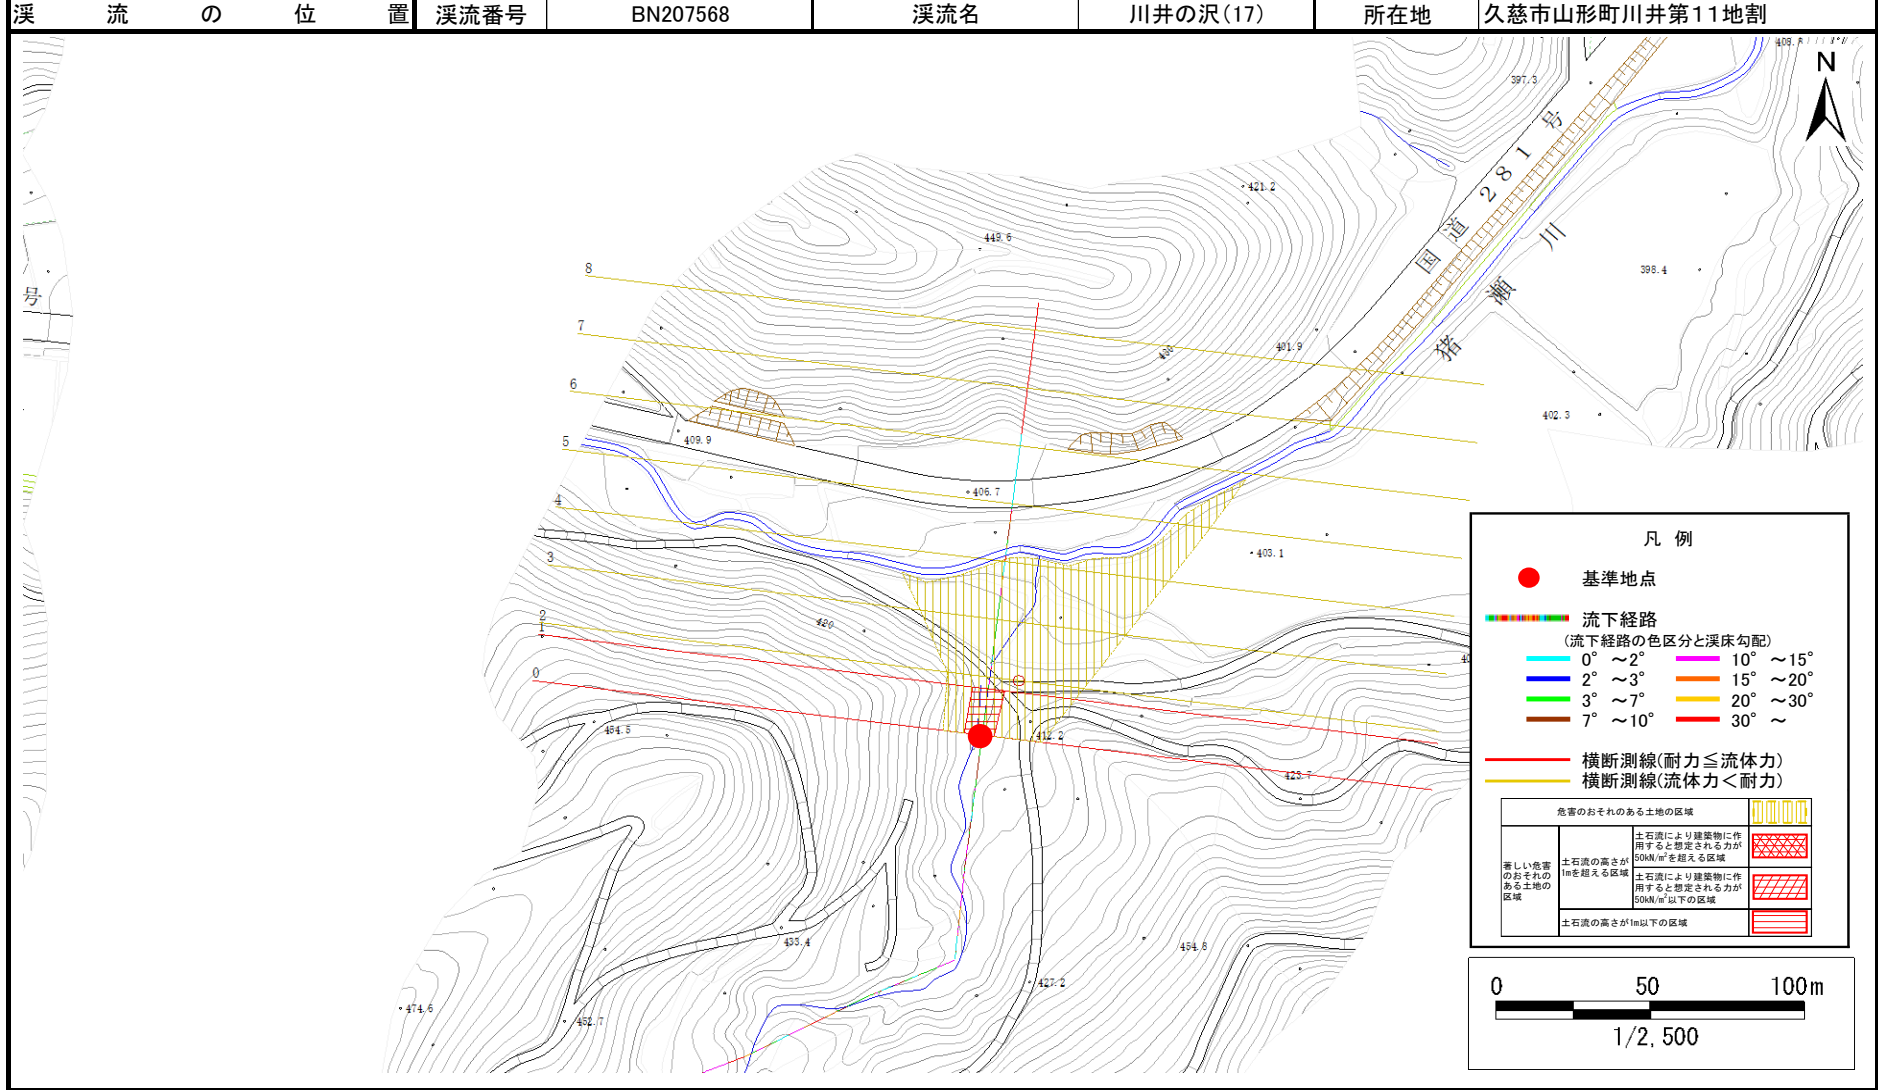 渓流の位置 渓流番号 BN207568 渓流名 川井の沢(17) 所在地 久慈市山形町川井第11地割
N
397.3
421.2
449.6
398.4
国道281号
猪瀬川
号
430
401.9
402.3
409.9
406.7
403.1
420
412.2
423.7
454.5
433.4
454.8
427.2
474.6
452.7
8
7
6
5
4
3
2
1
0
凡例
基準地点
流下経路
(流下経路の色区分と渓床勾配)
0° ～2° 10° ～15°
2° ～3° 15° ～20°
3° ～7° 20° ～30°
7° ～10° 30° ～
横断測線(耐力≦流体力)
横断測線(流体力＜耐力)
危害のおそれのある土地の区域
著しい危害
のおそれの
ある土地の
区域
土石流の高さが
1mを超える区域
土石流により建築物に作
用すると想定される力が
50kN/m²を超える区域
土石流により建築物に作
用すると想定される力が
50kN/m²以下の区域
土石流の高さが1m以下の区域
0 50 100m
1/2,500